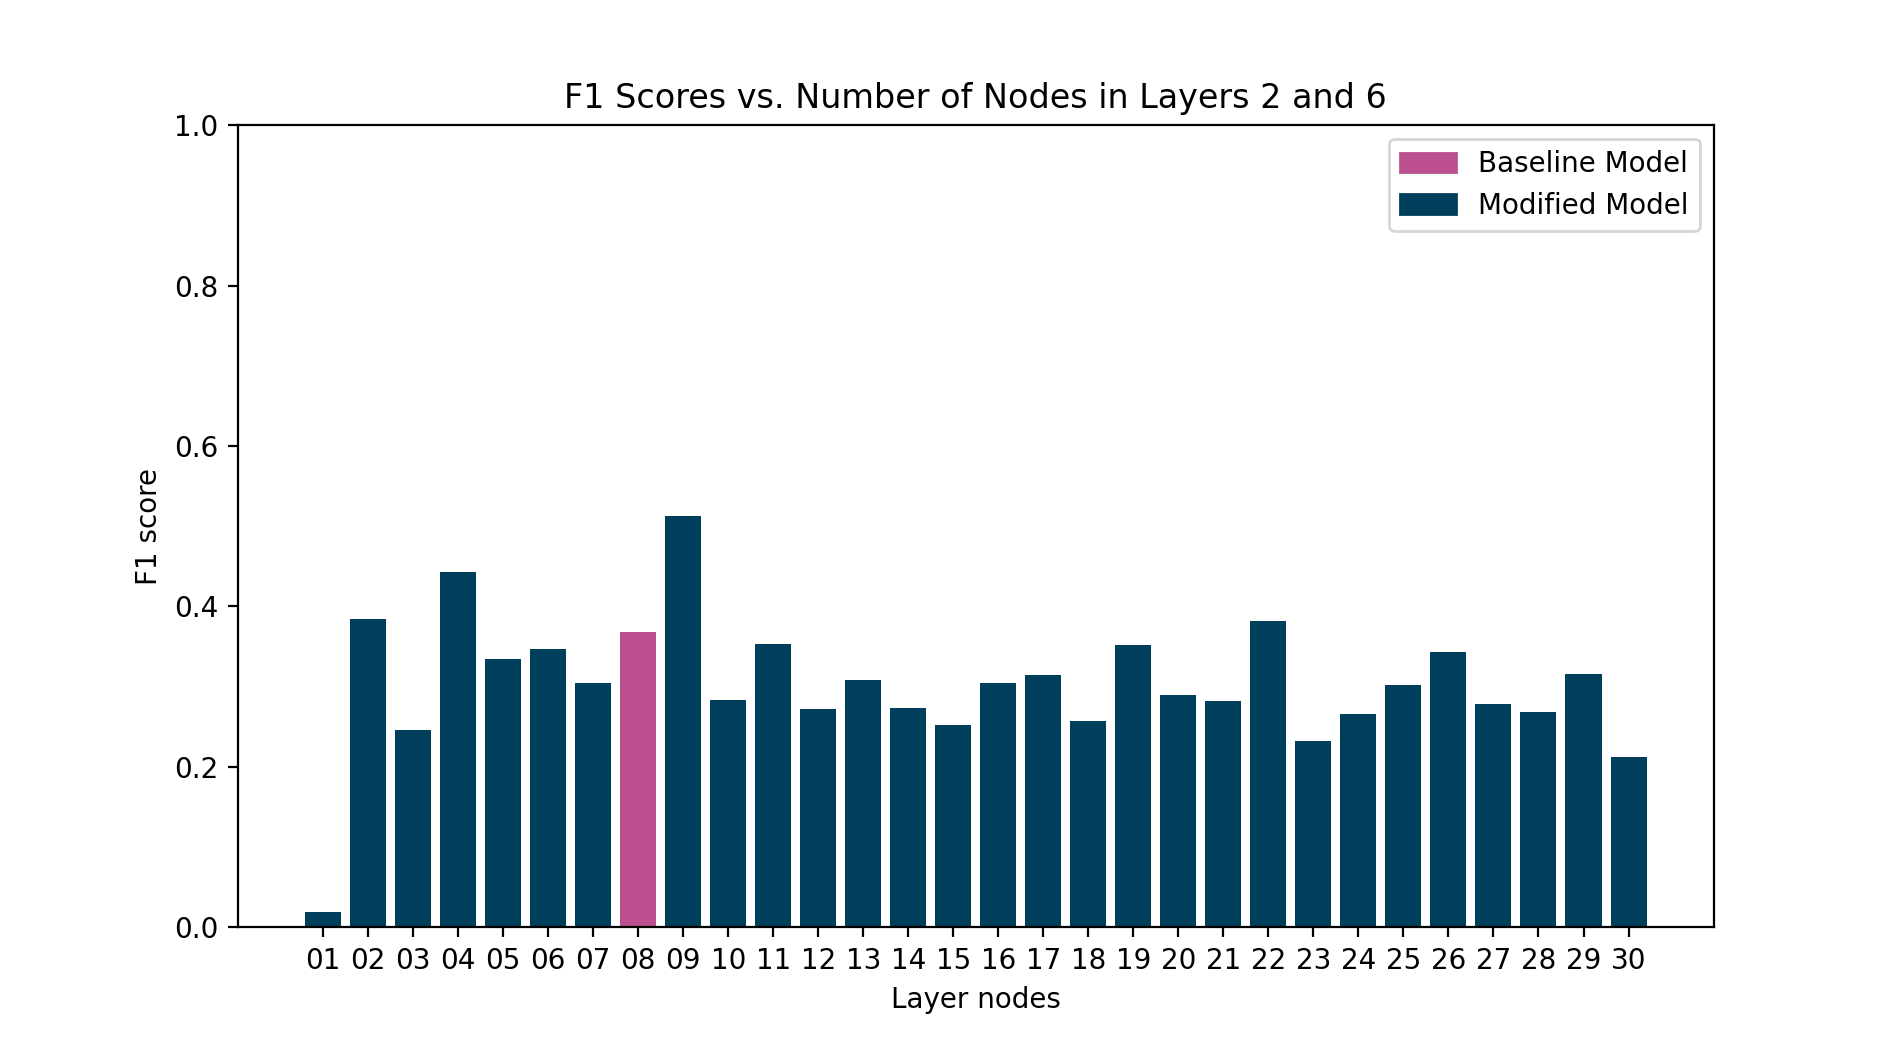 F1 Scores vs. Number of Nodes in Layers 2 and 6
Baseline Model
Modified Model
F1 score
1.0
0.8
0.6
0.4
0.2
0.0
01 02 03 04 05 06 07 08 09 10 11 12 13 14 15 16 17 18 19 20 21 22 23 24 25 26 27 28 29 30
Layer nodes